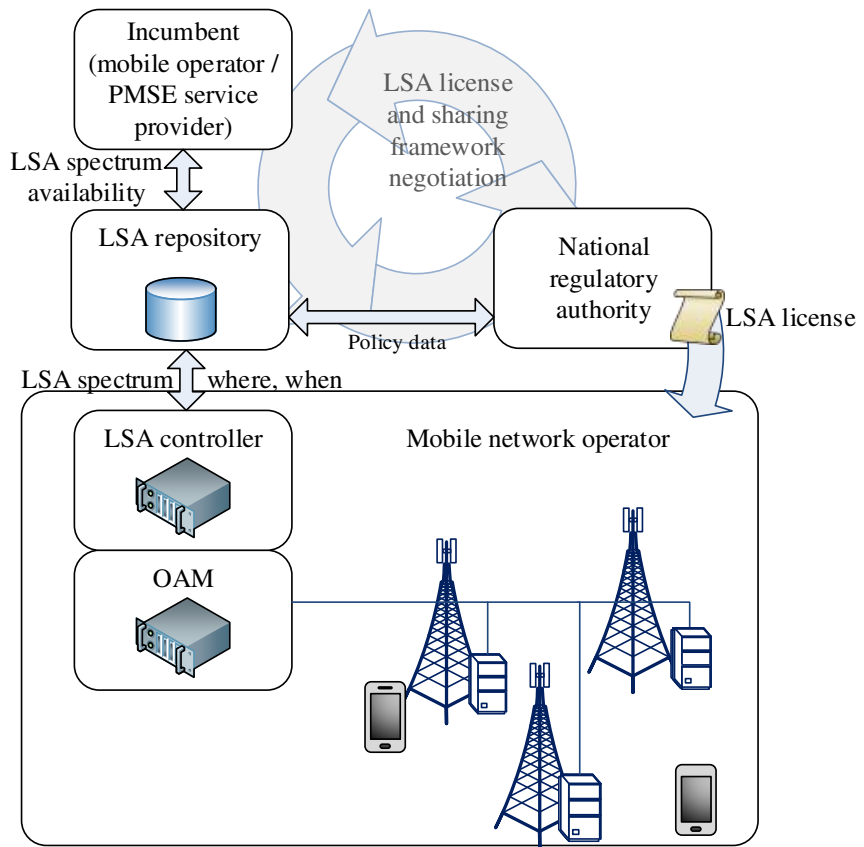 Incumbent
(mobile operator /
PMSE service
provider)
LSA license
and sharing
framework
negotiation
LSA spectrum
availability
LSA repository
National
regulatory
authority
LSA license
Policy data
LSA spectrum
where, when
LSA controller
Mobile network operator
OAM